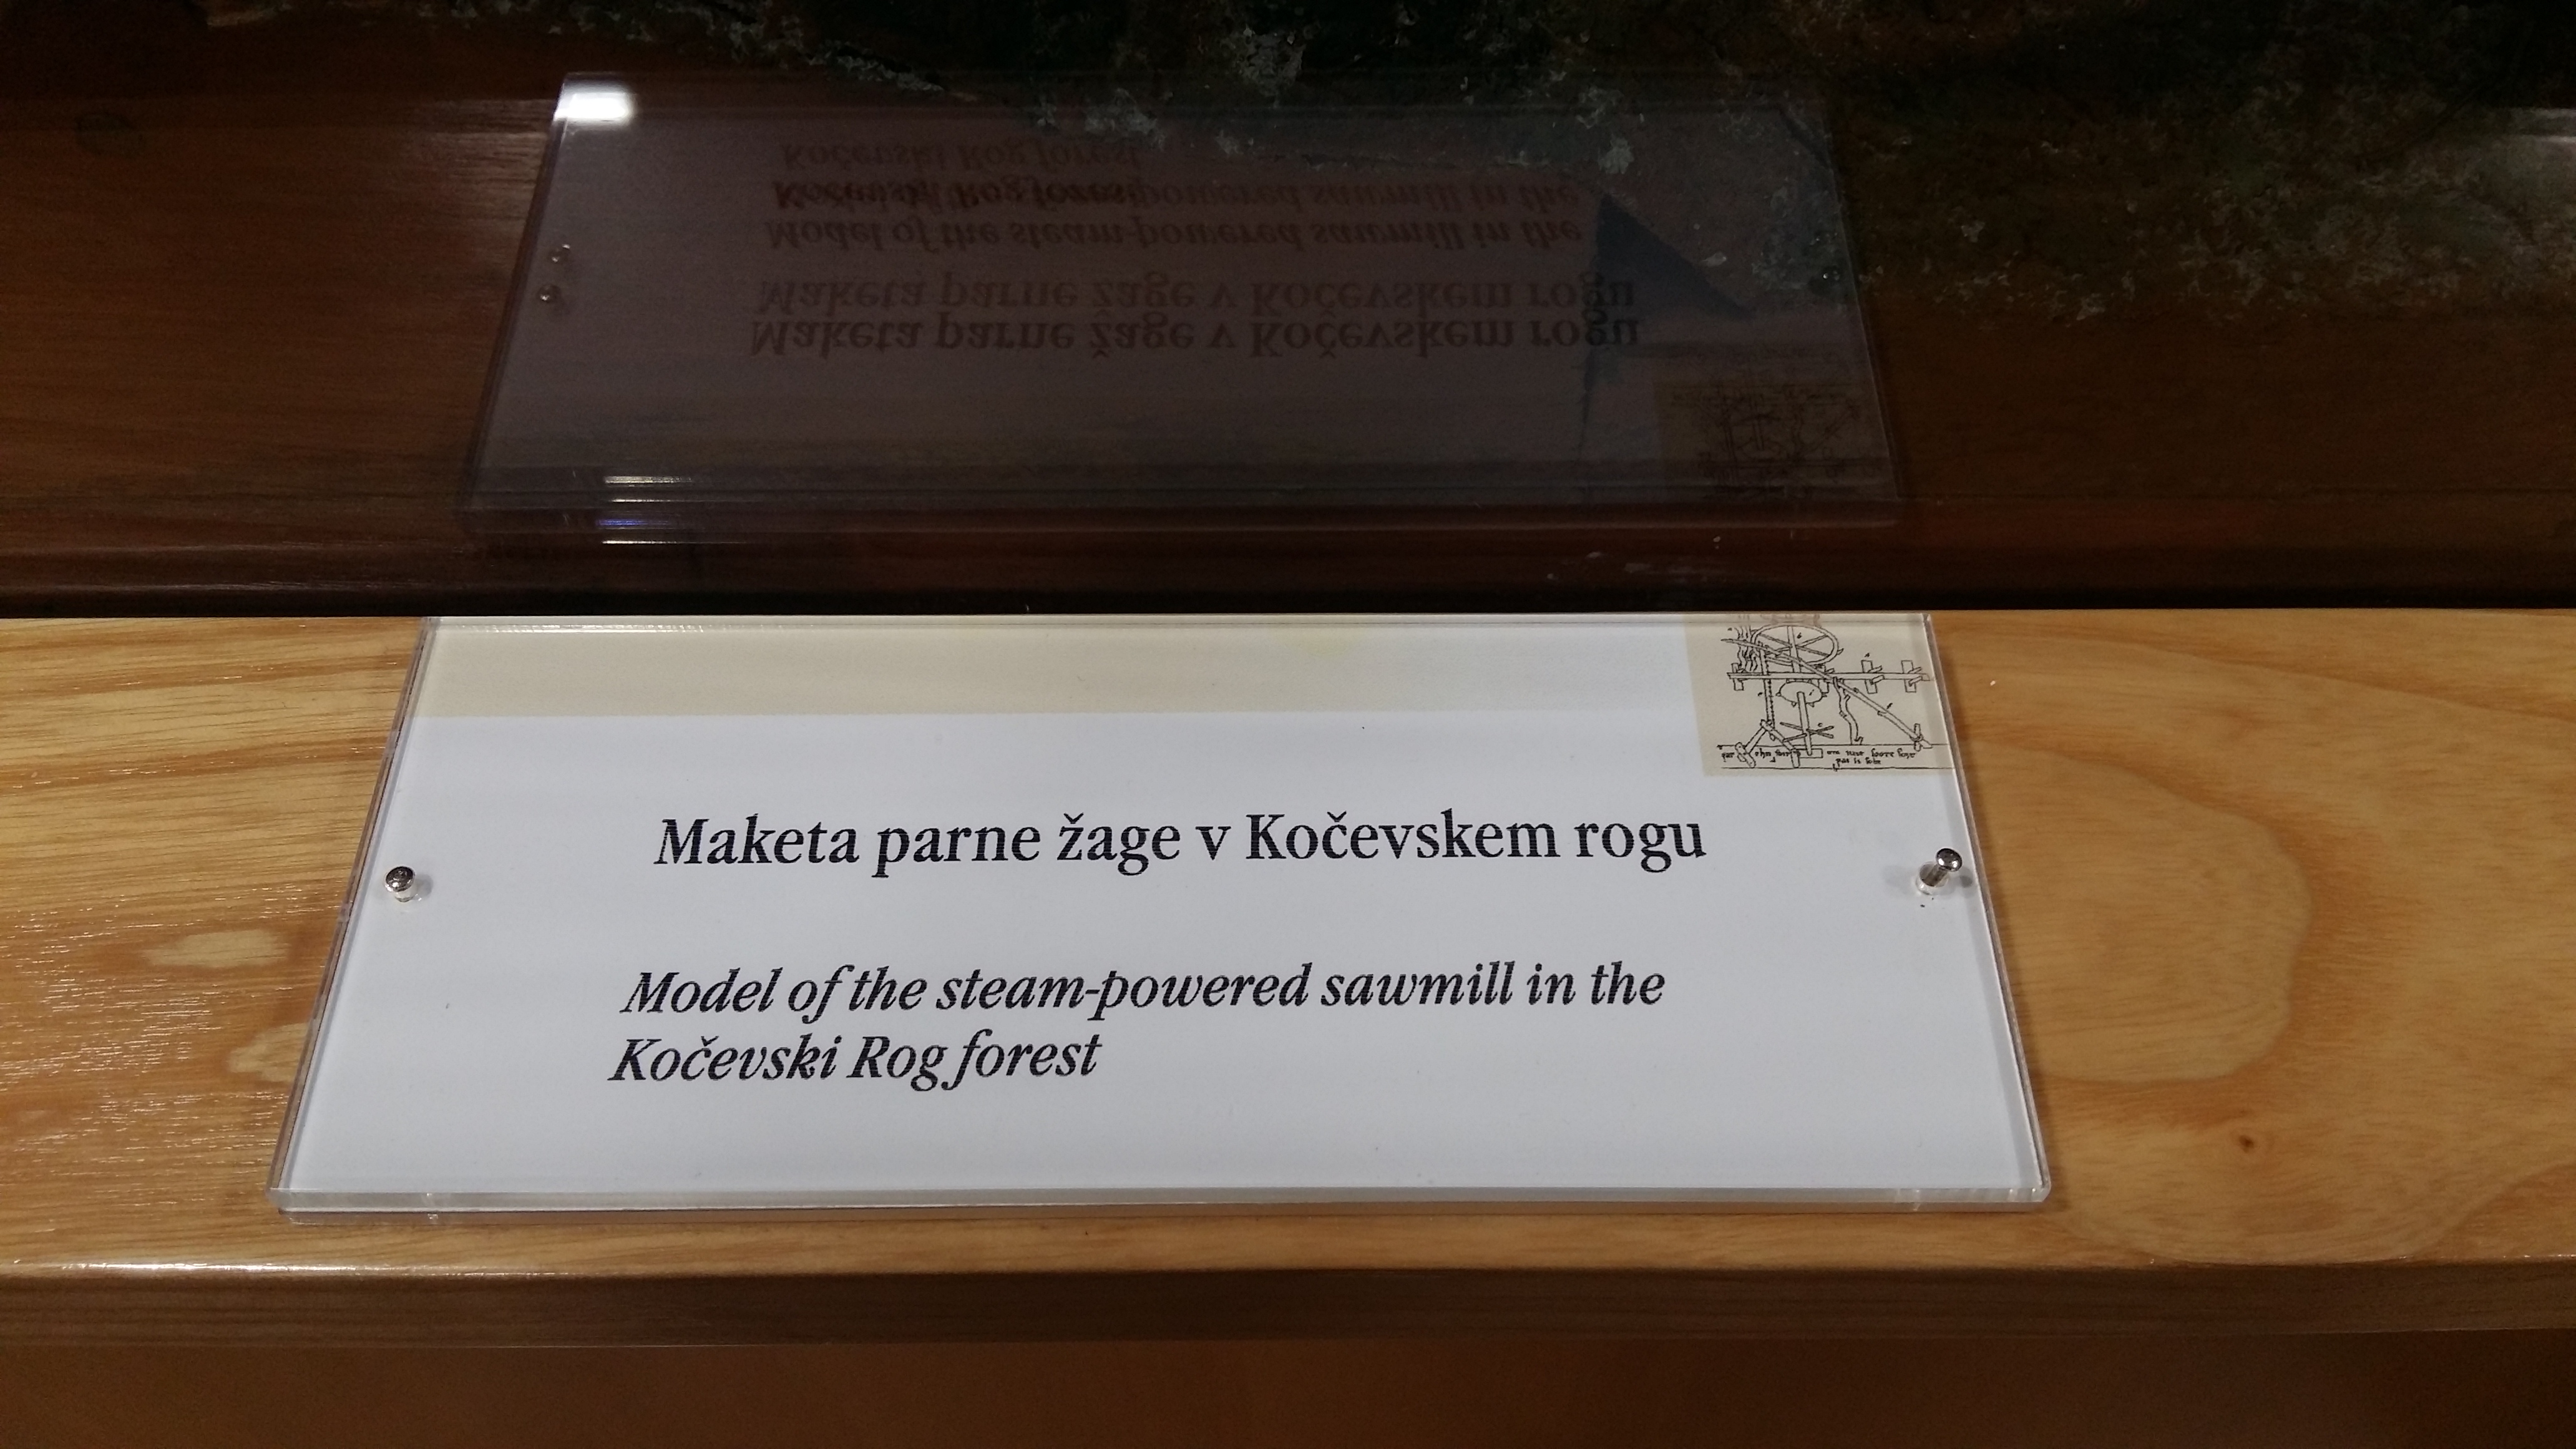 Maketa parne žage v Kočevskem rogu
Model of the steam-powered sawmill in the
Kočevski Rog forest